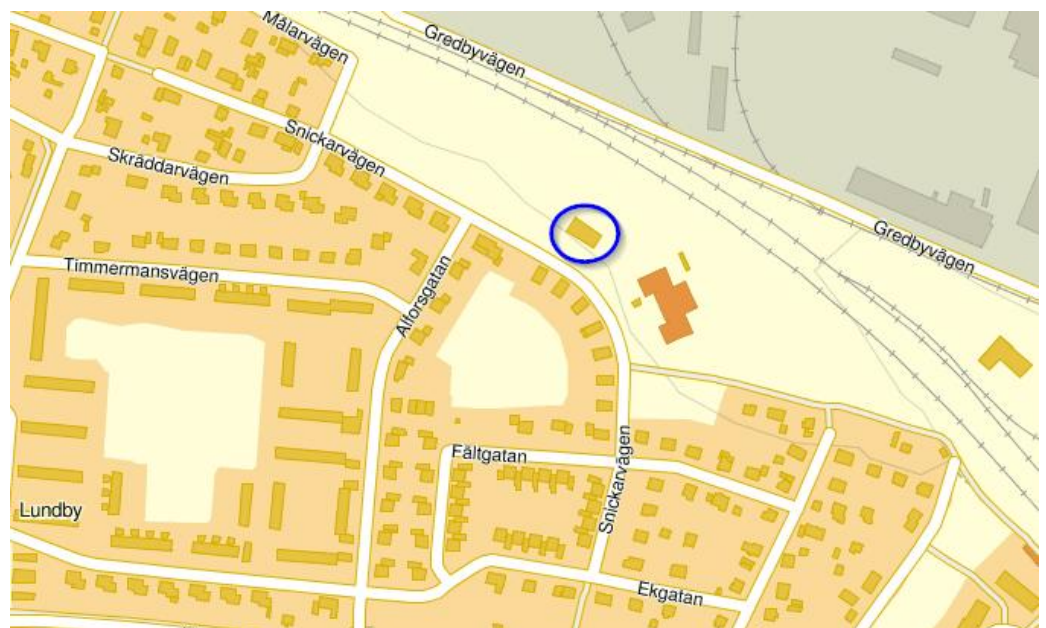 Målarvägen
Gredbyvägen
Snickarvägen
Skräddarvägen
Gredbyvägen
Timmermansvägen
Alforsgatan
Fältgatan
Snickarvägen
Lundby
Ekgatan